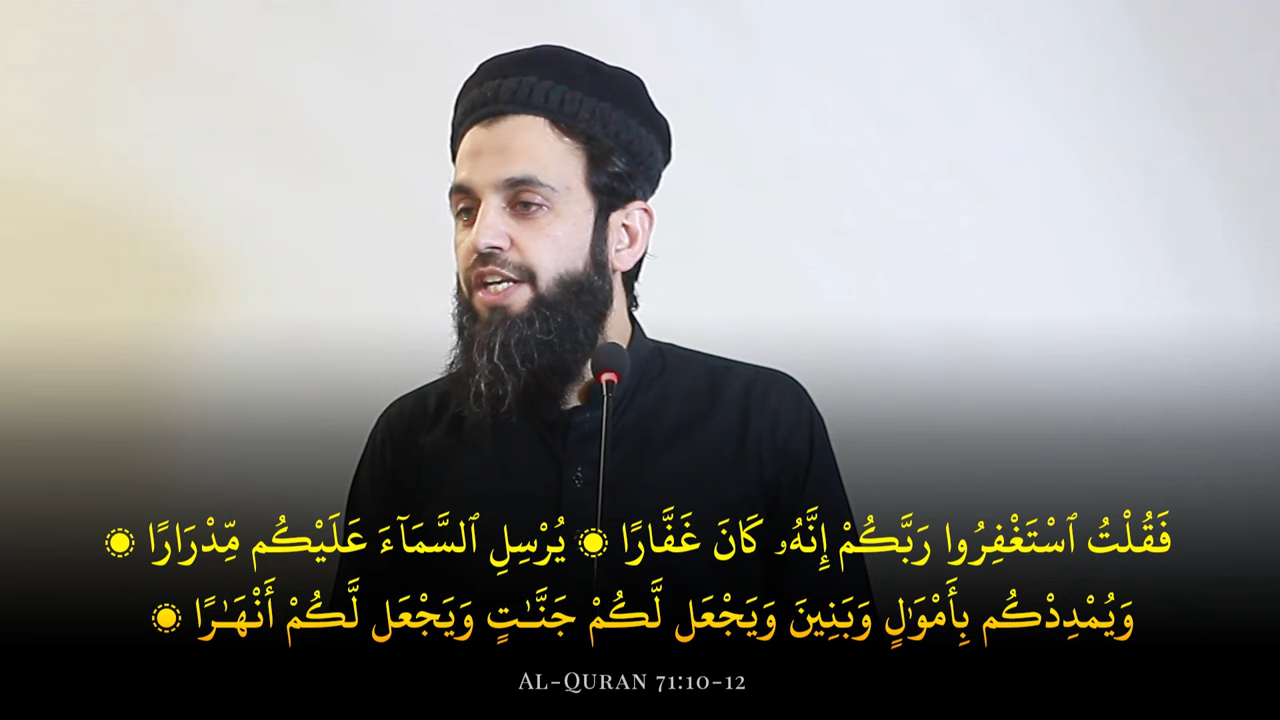 فَقُلْتُ ٱسْتَغْفِرُوا رَبَّكُمْ إِنَّهُۥ كَانَ غَفَّارًا ۝ يُرْسِلِ ٱلسَّمَآءَ عَلَيْكُم مِّدْرَارًا ۝
وَيُمْدِدْكُم بِأَمْوَٰلٍ وَبَنِينَ وَيَجْعَل لَّكُمْ جَنَّـٰتٍ وَيَجْعَل لَّكُمْ أَنْهَـٰرًا ۝
AL-QURAN 71:10-12